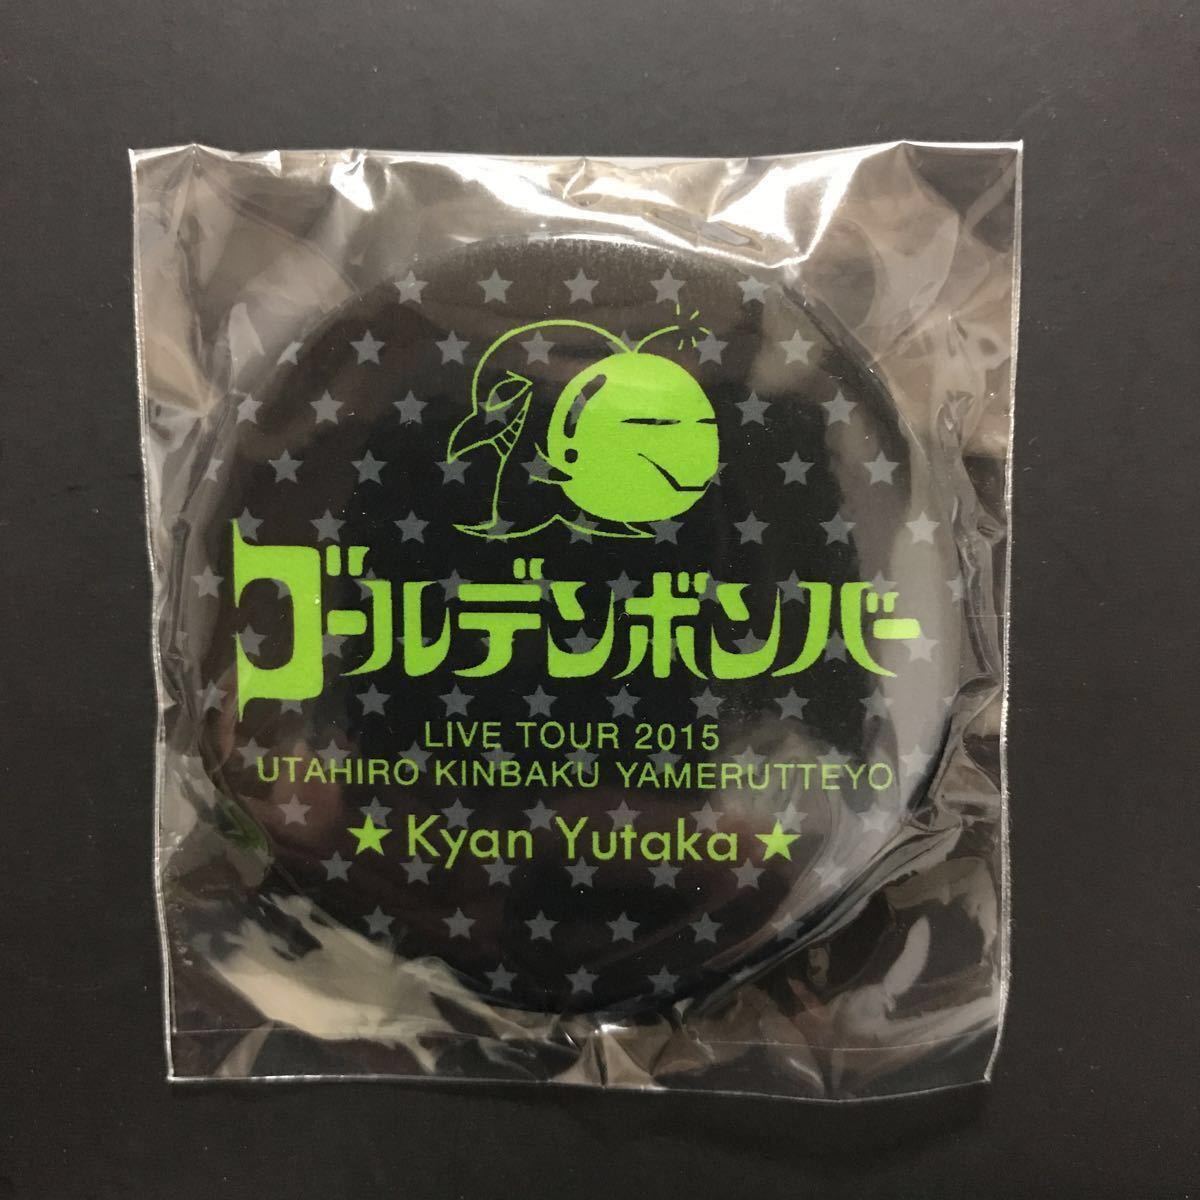 ゴールデンボンバー
LIVE TOUR 2015
UTAHIRO KINBAKU YAMERUTTEYO
★ Kyan Yutaka ★